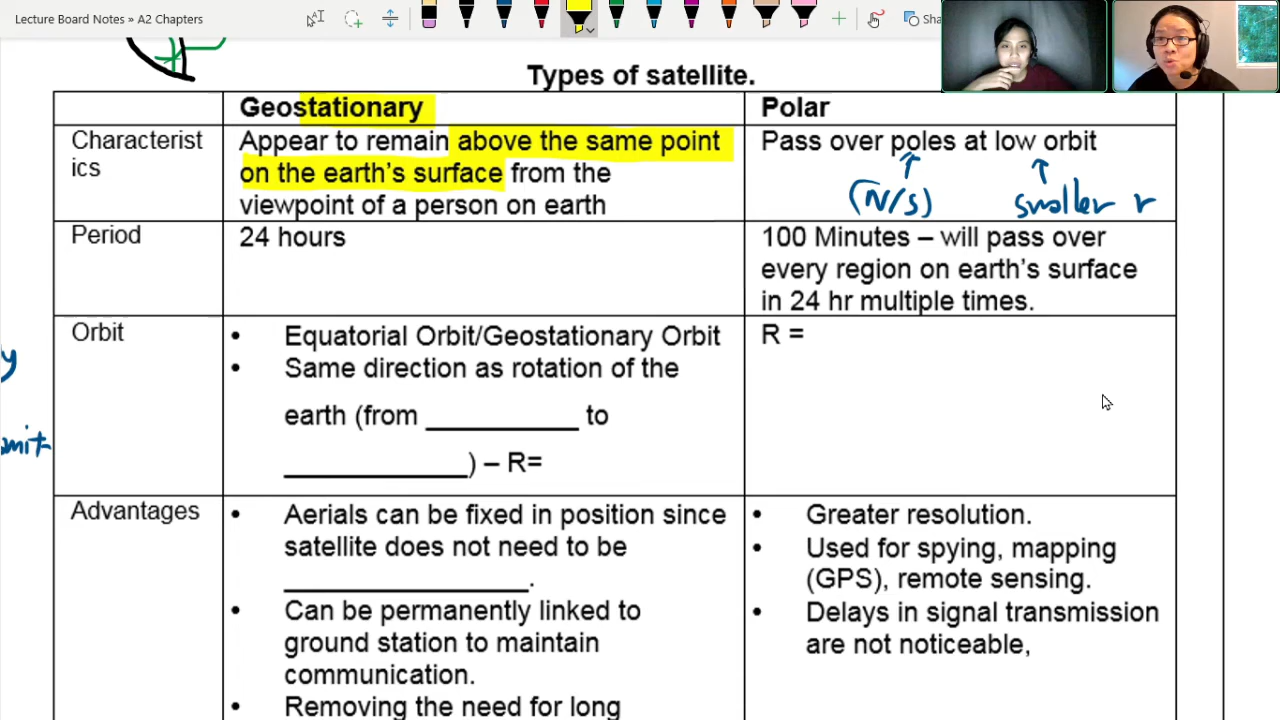 Lecture Board Notes » A2 Chapters
Sha
Types of satellite.
Geostationary
Polar
Characterist
ics
Appear to remain above the same point
on the earth's surface from the
viewpoint of a person on earth
Pass over poles at low orbit
(N/S) smaller r
Period
24 hours
100 Minutes – will pass over
every region on earth's surface
in 24 hr multiple times.
Orbit
• Equatorial Orbit/Geostationary Orbit
• Same direction as rotation of the
earth (from ___________ to
_____________) – R=
R =
y
mit
Advantages
• Aerials can be fixed in position since
satellite does not need to be
_________________.
• Can be permanently linked to
ground station to maintain
communication.
• Removing the need for long
• Greater resolution.
• Used for spying, mapping
(GPS), remote sensing.
• Delays in signal transmission
are not noticeable,